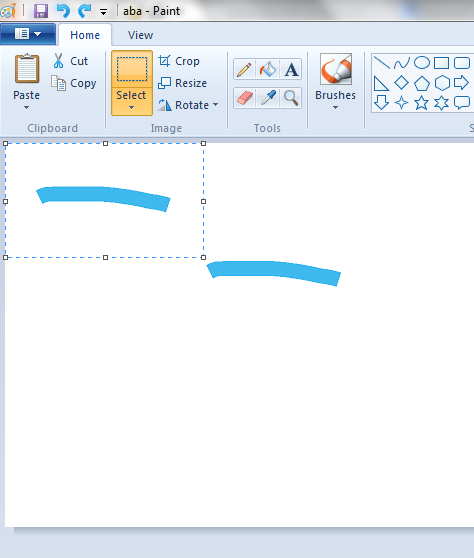 aba - Paint
Home View
Paste Cut Copy
Clipboard
Select Crop Resize Rotate
Image
A
Tools
Brushes
S